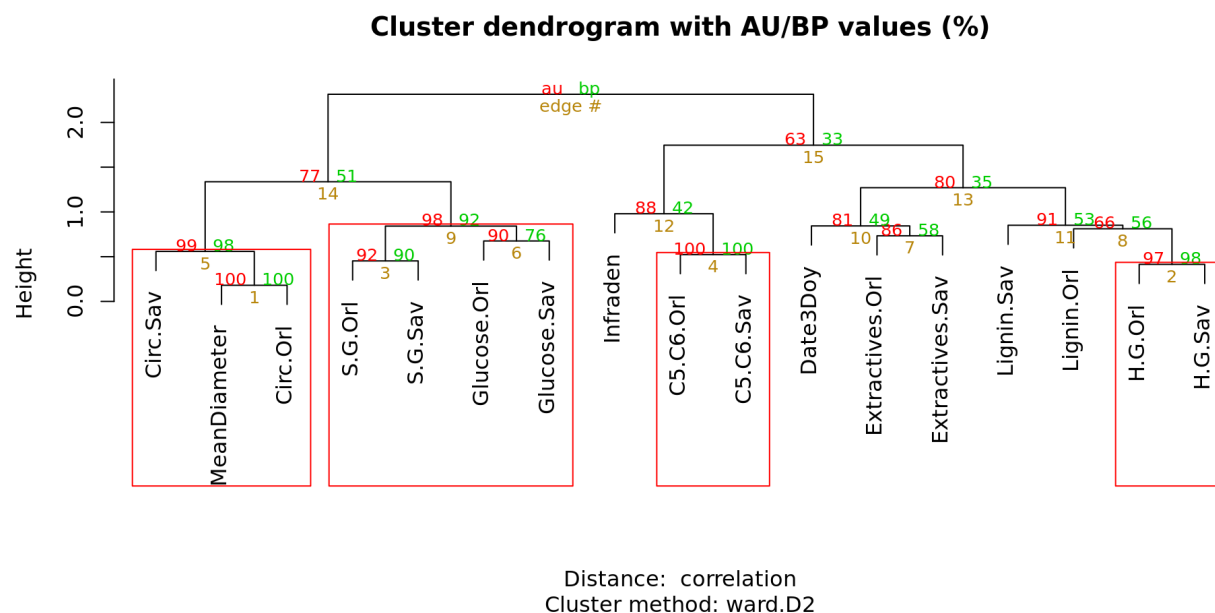 Cluster dendrogram with AU/BP values (%)
au bp
edge #
63 33
15
77 51
14
80 35
13
88 42
12
98 92
9
99 98
5
81 49
10
91 53
11
66 56
8
90 76
6
86 58
7
92 90
3
100 100
4
97 98
2
100 100
1
Height
0.0 1.0 2.0
Circ.Sav
MeanDiameter
Circ.Orl
S.G.Orl
S.G.Sav
Glucose.Orl
Glucose.Sav
Infraden
C5.C6.Orl
C5.C6.Sav
Date3Doy
Extractives.Orl
Extractives.Sav
Lignin.Sav
Lignin.Orl
H.G.Orl
H.G.Sav
Distance: correlation
Cluster method: ward.D2